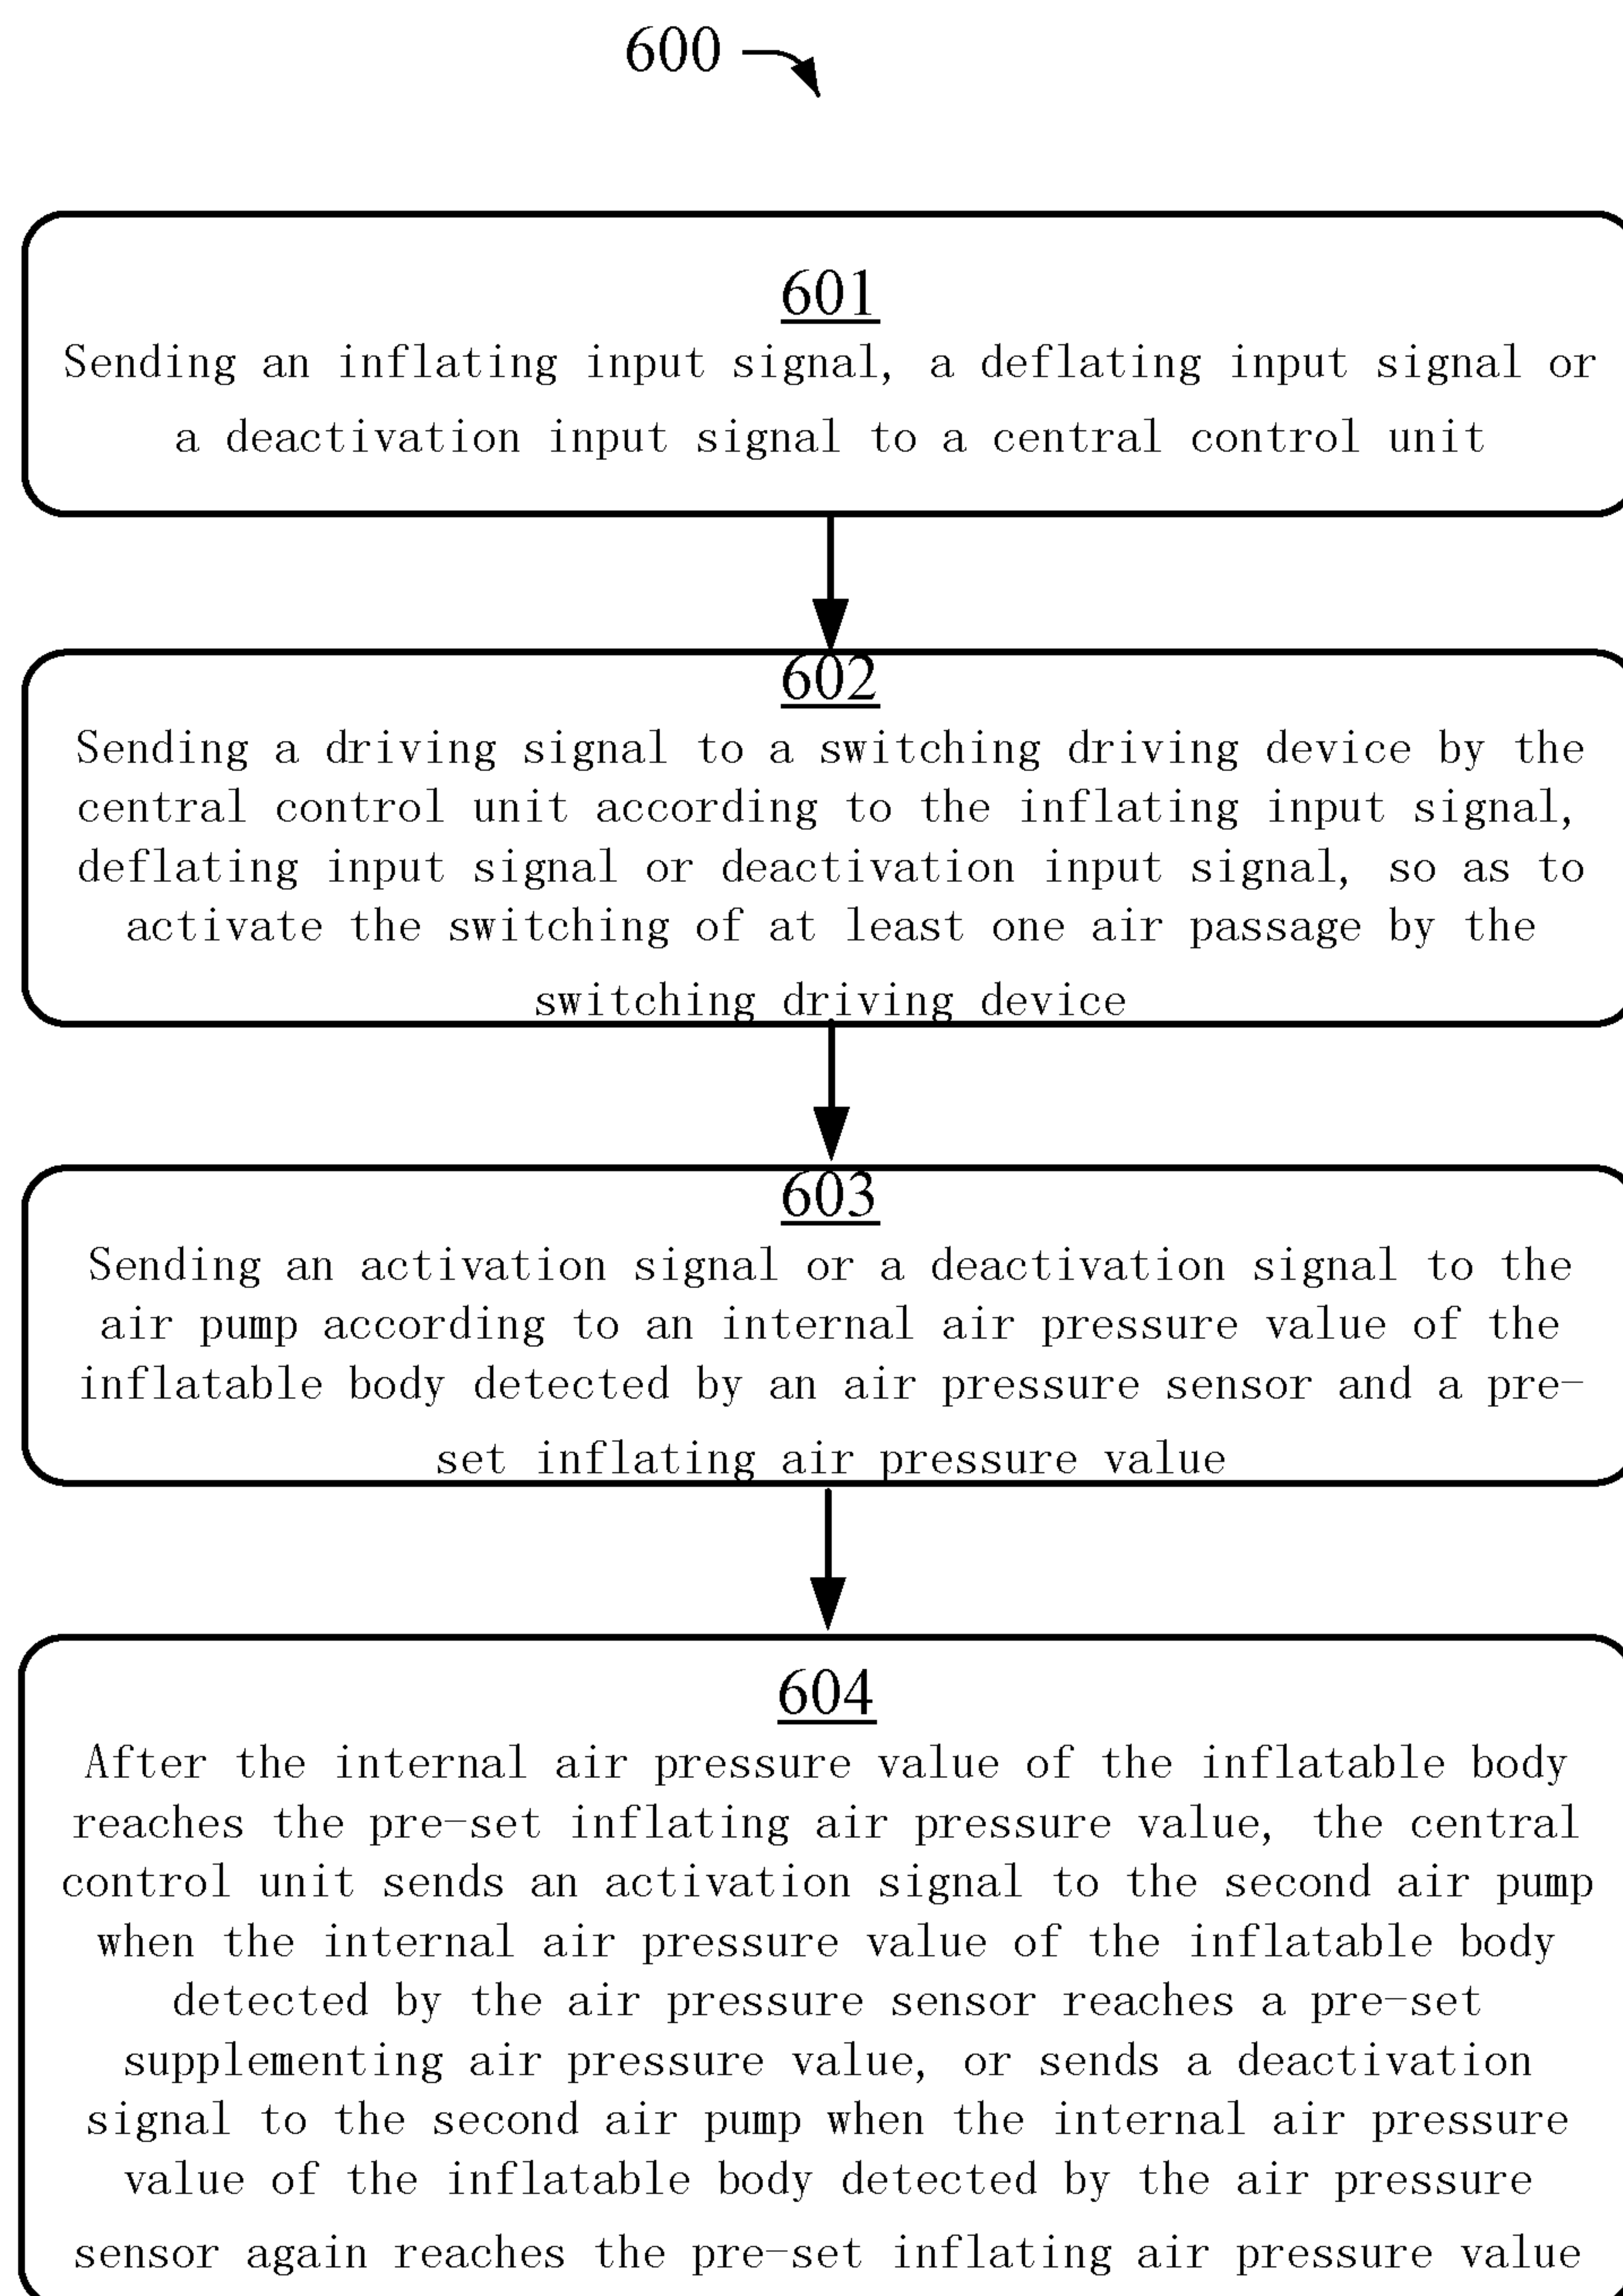 600
601
Sending an inflating input signal, a deflating input signal or
a deactivation input signal to a central control unit
602
Sending a driving signal to a switching driving device by the
central control unit according to the inflating input signal,
deflating input signal or deactivation input signal, so as to
activate the switching of at least one air passage by the
switching driving device
603
Sending an activation signal or a deactivation signal to the
air pump according to an internal air pressure value of the
inflatable body detected by an air pressure sensor and a pre-
set inflating air pressure value
604
After the internal air pressure value of the inflatable body
reaches the pre-set inflating air pressure value, the central
control unit sends an activation signal to the second air pump
when the internal air pressure value of the inflatable body
detected by the air pressure sensor reaches a pre-set
supplementing air pressure value, or sends a deactivation
signal to the second air pump when the internal air pressure
value of the inflatable body detected by the air pressure
sensor again reaches the pre-set inflating air pressure value